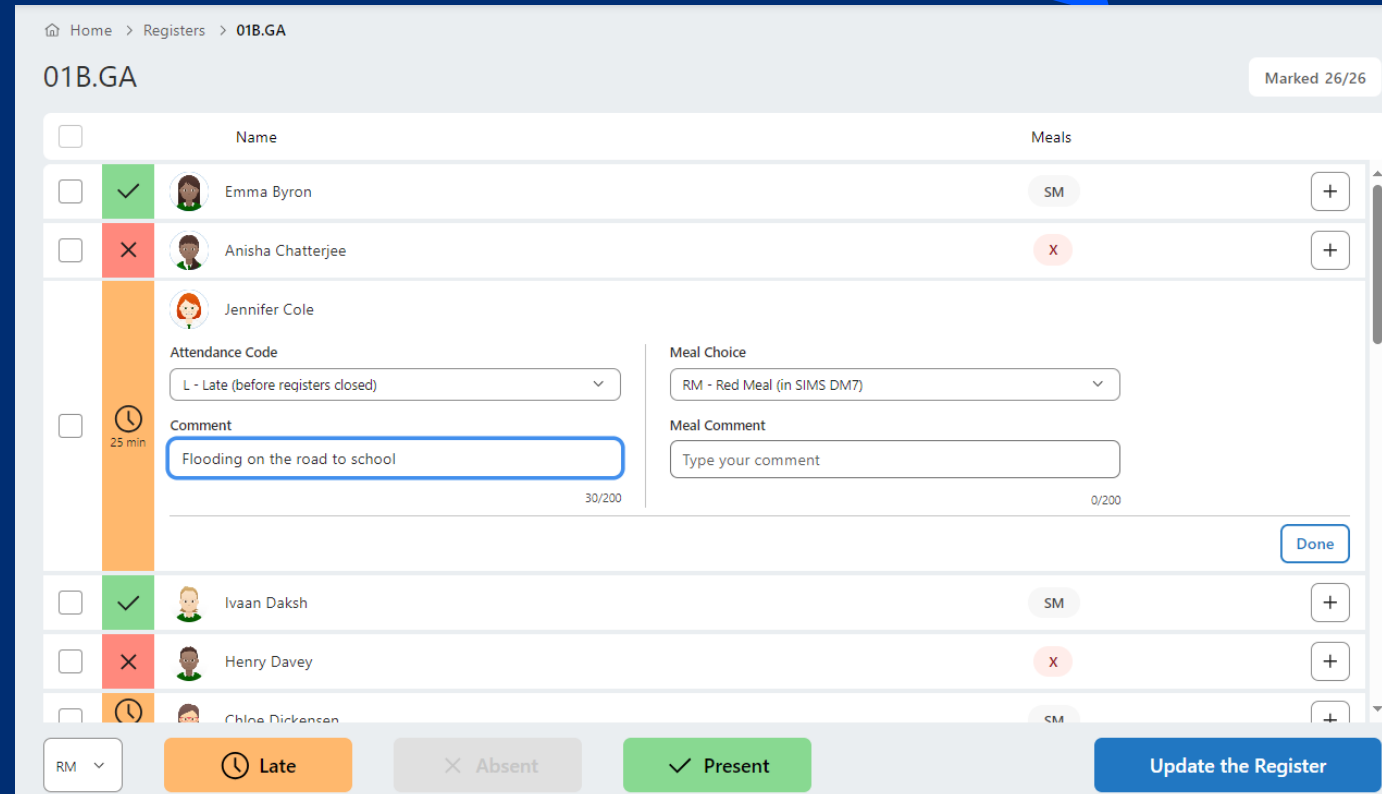 Home > Registers > 01B.GA
01B.GA
Marked 26/26
Name Meals
Emma Byron SM
Anisha Chatterjee X
Jennifer Cole
Attendance Code Meal Choice
L - Late (before registers closed) RM - Red Meal (in SIMS DM7)
25 min
Comment Meal Comment
Flooding on the road to school Type your comment
30/200 0/200
Done
Ivaan Daksh SM
Henry Davey X
Chloe Dickensen SM
RM Late Absent Present Update the Register